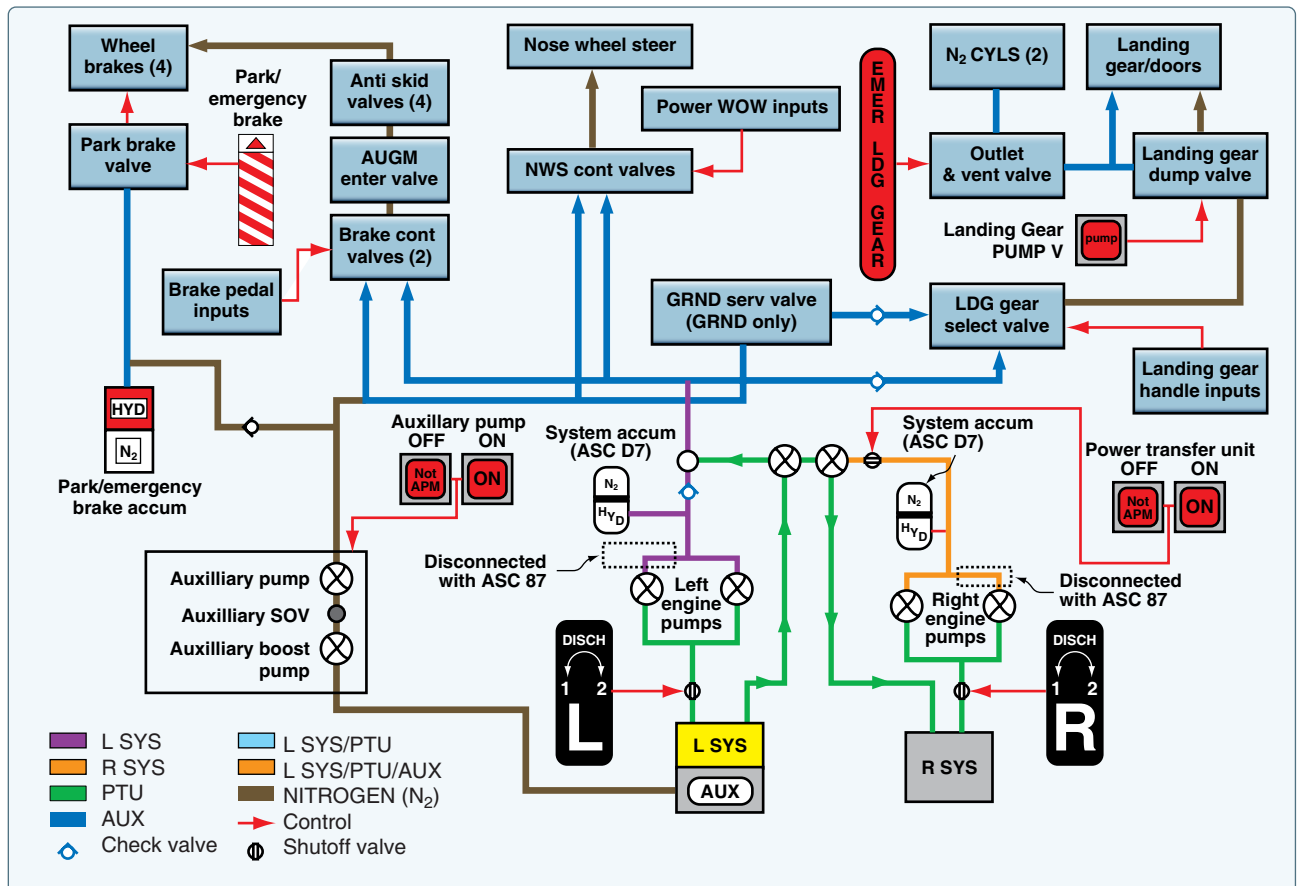 Wheel
brakes (4)
Park/
emergency
brake
Anti skid
valves (4)
Park brake
valve
AUGM
enter valve
Brake cont
valves (2)
Brake pedal
inputs
HYD
N₂
Park/emergency
brake accum
Nose wheel steer
Power WOW inputs
NWS cont valves
EMER LDG GEAR
N₂ CYLS (2)
Landing
gear/doors
Outlet
& vent valve
Landing gear
dump valve
Landing Gear
PUMP V
pump
GRND serv valve
(GRND only)
LDG gear
select valve
Landing gear
handle inputs
Auxillary pump
OFF
ON
Not
APM
ON
System accum
(ASC D7)
N₂
HYD
System accum
(ASC D7)
N₂
HYD
Power transfer unit
OFF
ON
Not
APM
ON
Disconnected
with ASC 87
Left
engine
pumps
Right
engine
pumps
Disconnected
with ASC 87
Auxilliary pump
Auxilliary SOV
Auxilliary boost
pump
DISCH
1 2
L
DISCH
1 2
R
L SYS
AUX
R SYS
L SYS
R SYS
PTU
AUX
Check valve
L SYS/PTU
L SYS/PTU/AUX
NITROGEN (N₂)
Control
Shutoff valve